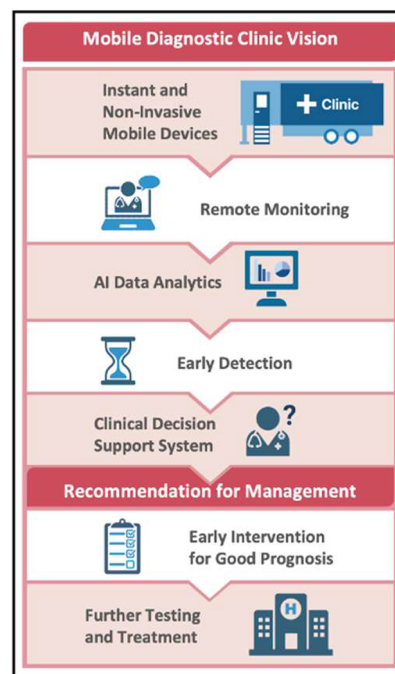 Mobile Diagnostic Clinic Vision
Instant and
Non-Invasive
Mobile Devices
+ Clinic
Remote Monitoring
AI Data Analytics
Early Detection
Clinical Decision
Support System
?
Recommendation for Management
Early Intervention
for Good Prognosis
Further Testing
and Treatment
H